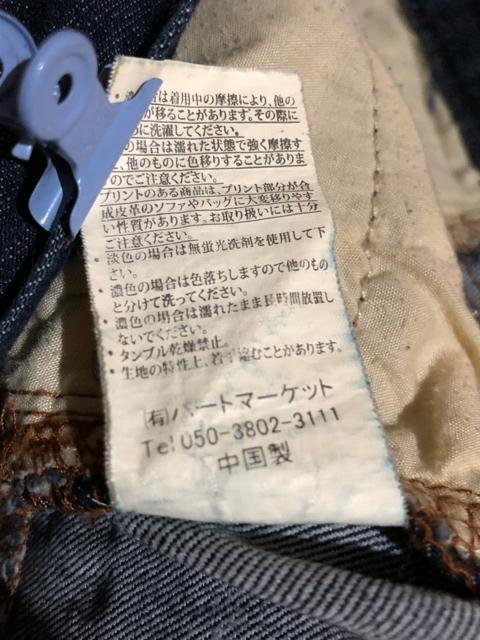 ・濃色の場合は着用中の摩擦により、他の
が移ることがあります。その際に
に洗濯してください。
の場合は濡れた状態で強く摩擦す
、他のものに色移りすることがありま
のでご注意ください。
プリントのある商品は、プリント部分が合
成皮革のソファやバッグに大変移りやす
い性質があります。お取り扱いには十分
ご注意ください。
・淡色の場合は無蛍光洗剤を使用して下
さい。
・濃色の場合は色落ちしますので他のもの
と分けて洗ってください。
・濃色の場合は濡れたまま長時間放置し
ないでください。
・タンブル乾燥禁止。
・生地の特性上、若干縮むことがあります。
(有)ハートマーケット
Tel 050-3802-3111
中国製